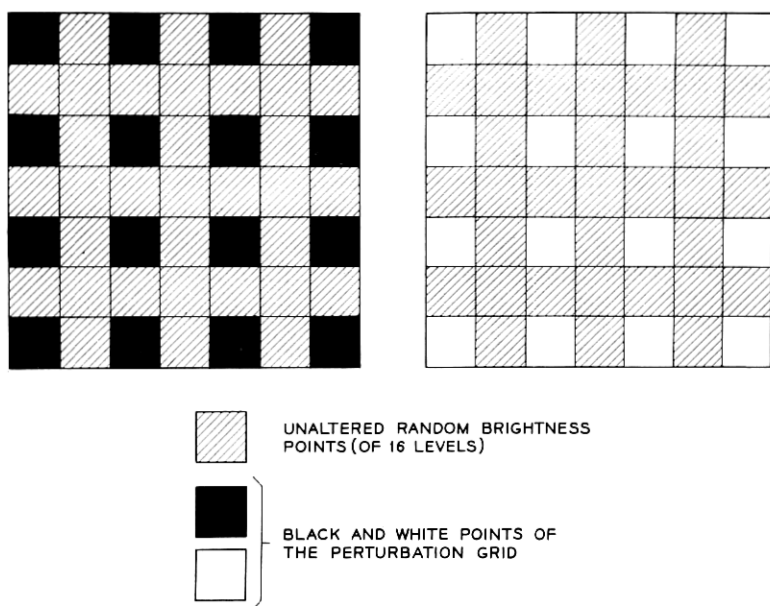 UNALTERED RANDOM BRIGHTNESS
POINTS (OF 16 LEVELS)
BLACK AND WHITE POINTS OF
THE PERTURBATION GRID